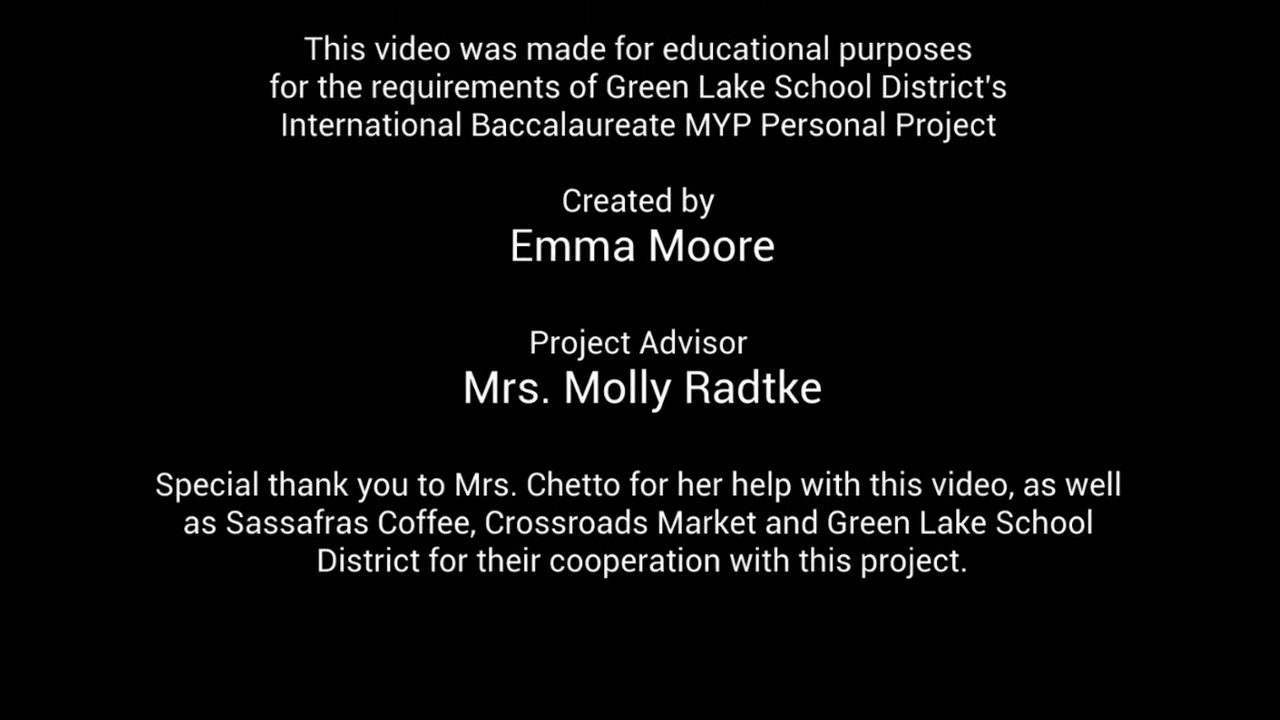 This video was made for educational purposes
for the requirements of Green Lake School District's
International Baccalaureate MYP Personal Project
Created by
Emma Moore
Project Advisor
Mrs. Molly Radtke
Special thank you to Mrs. Chetto for her help with this video, as well
as Sassafras Coffee, Crossroads Market and Green Lake School
District for their cooperation with this project.